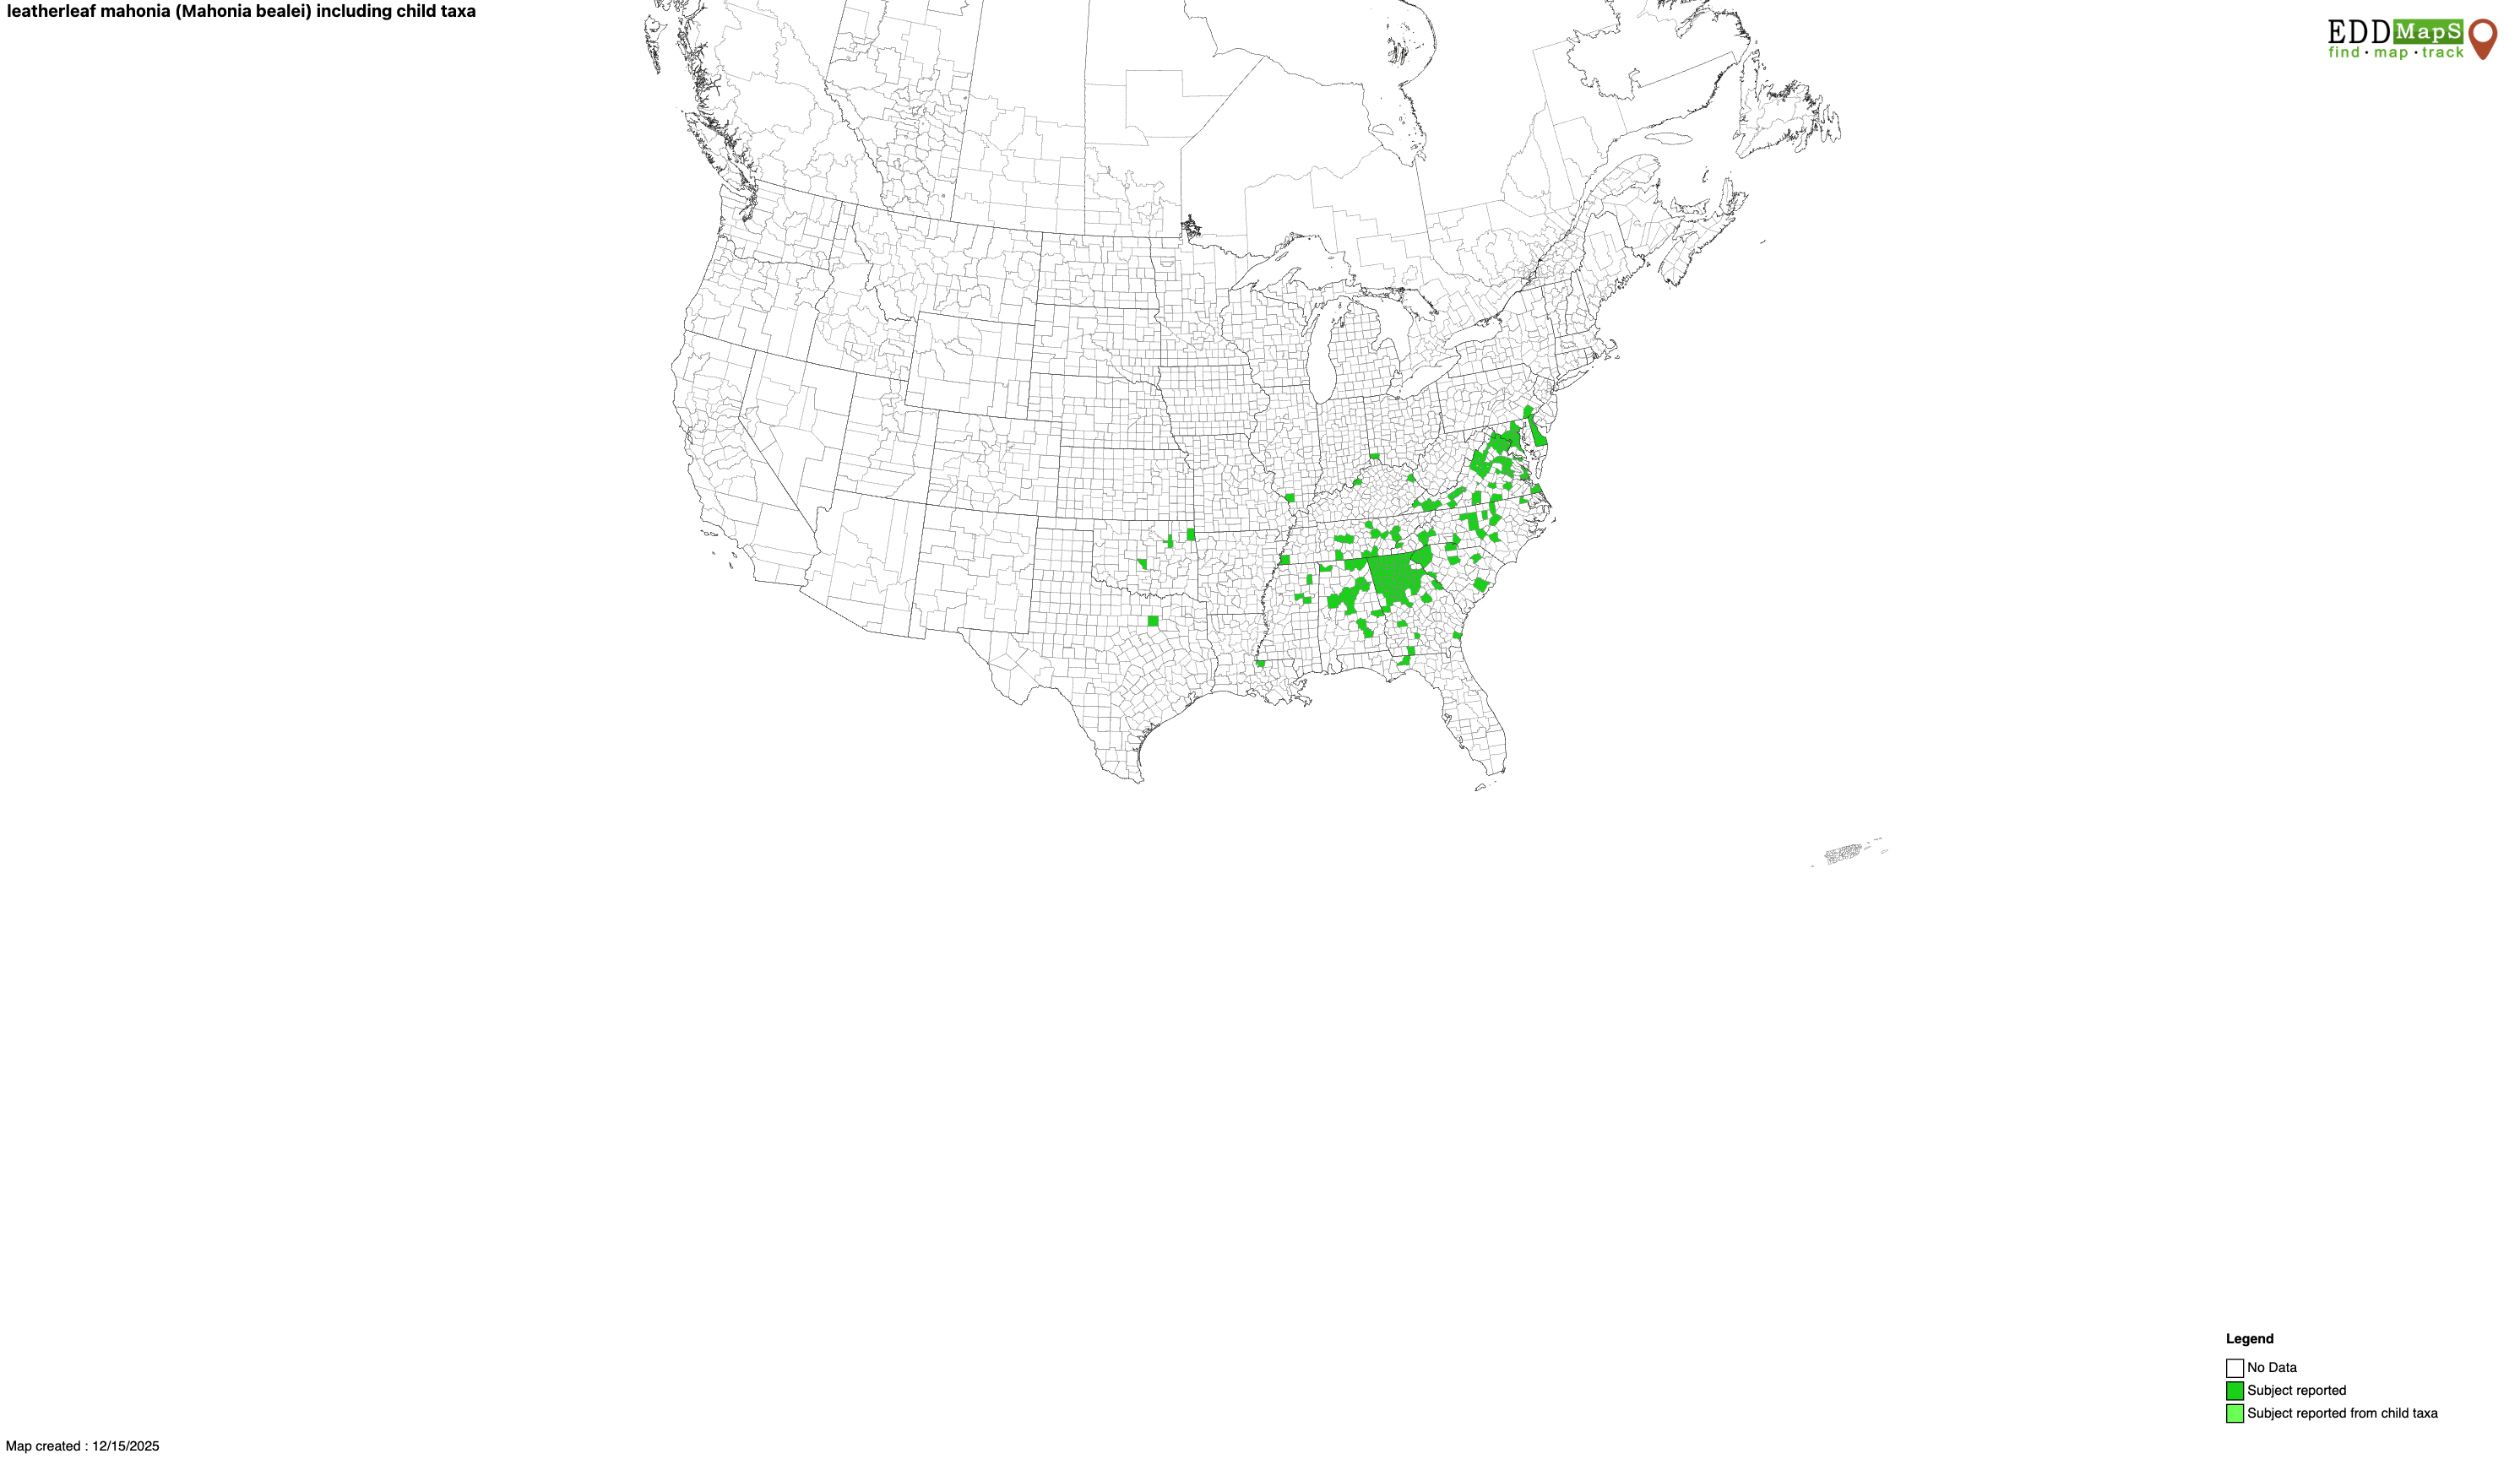 leatherleaf mahonia (Mahonia bealei) including child taxa
EDDMapS
find · map · track
Legend
No Data
Subject reported
Subject reported from child taxa
Map created : 12/15/2025